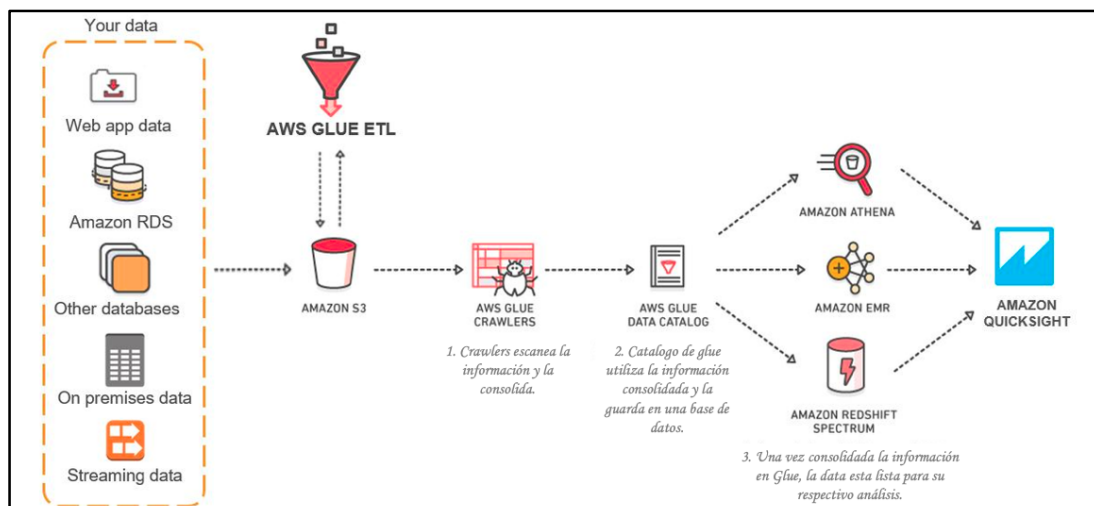 Your data
Web app data
Amazon RDS
Other databases
On premises data
Streaming data
AWS GLUE ETL
AMAZON S3
AWS GLUE
CRAWLERS
1. Crawlers escanea la
información y la
consolida.
AWS GLUE
DATA CATALOG
2. Catalogo de glue
utiliza la información
consolidada y la
guarda en una base de
datos.
AMAZON ATHENA
AMAZON EMR
AMAZON REDSHIFT
SPECTRUM
3. Una vez consolidada la información
en Glue, la data esta lista para su
respectivo análisis.
AMAZON
QUICKSIGHT